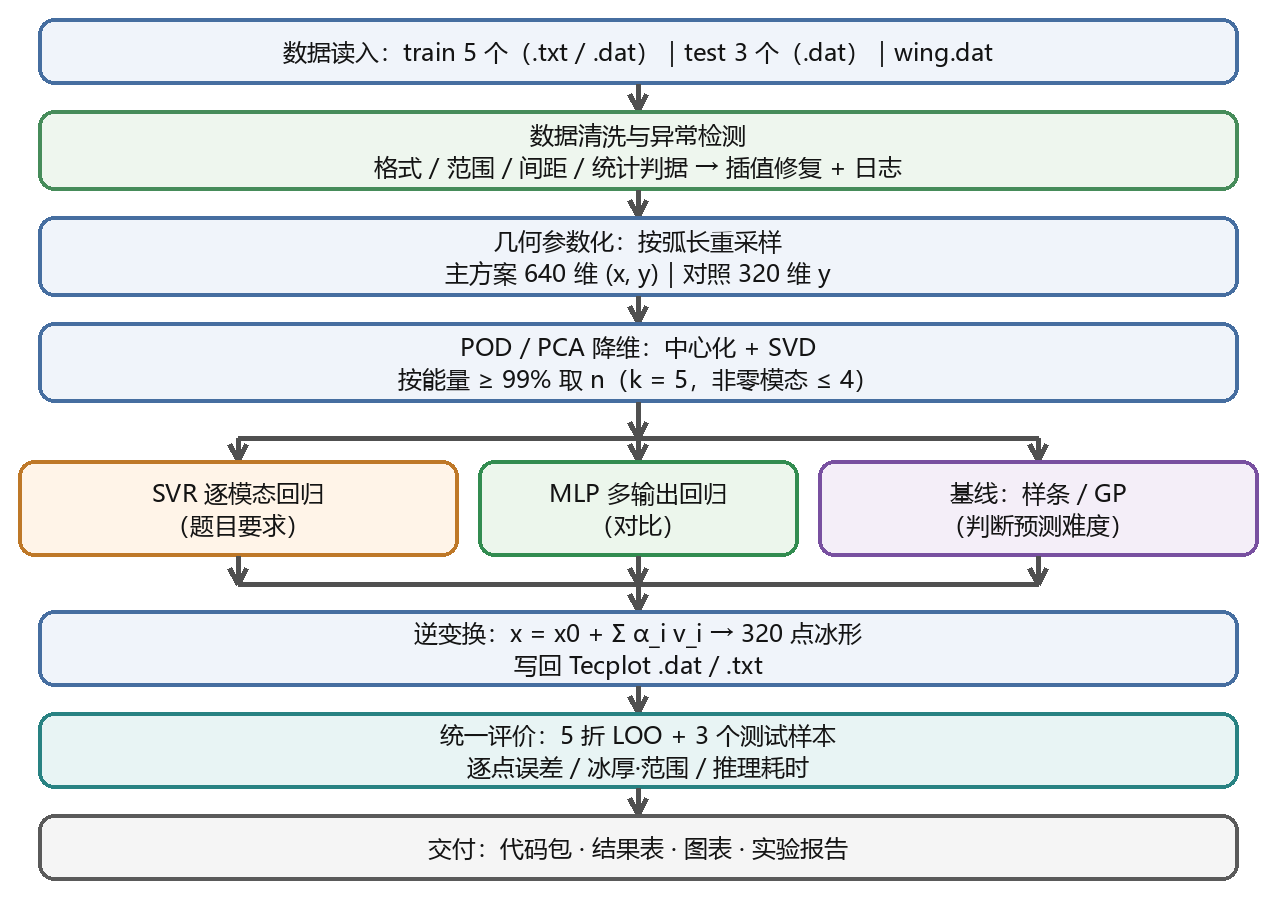 数据读入：train 5 个（.txt / .dat）｜test 3 个（.dat）｜wing.dat
数据清洗与异常检测
格式 / 范围 / 间距 / 统计判据 → 插值修复 + 日志
几何参数化：按弧长重采样
主方案 640 维 (x, y)｜对照 320 维 y
POD / PCA 降维：中心化 + SVD
按能量 ≥ 99% 取 n（k = 5，非零模态 ≤ 4）
SVR 逐模态回归
（题目要求）
MLP 多输出回归
（对比）
基线：样条 / GP
（判断预测难度）
逆变换：x = x0 + Σ α_i v_i → 320 点冰形
写回 Tecplot .dat / .txt
统一评价：5 折 LOO + 3 个测试样本
逐点误差 / 冰厚·范围 / 推理耗时
交付：代码包 · 结果表 · 图表 · 实验报告